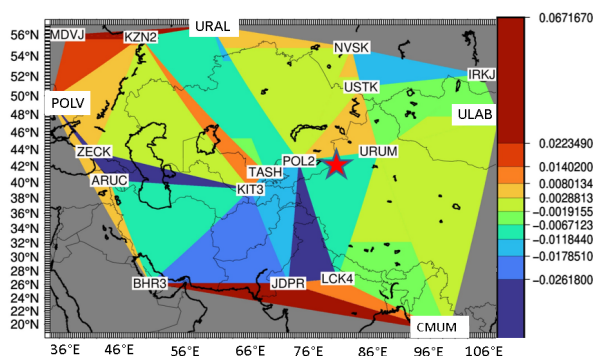 56°N
54°N
52°N
50°N
48°N
46°N
44°N
42°N
40°N
38°N
36°N
34°N
32°N
30°N
28°N
26°N
24°N
22°N
20°N
MDVJ
KZN2
URAL
NVSK
IRKJ
USTK
POLV
ULAB
ZECK
POL2
URUM
TASH
ARUC
KIT3
BHR3
JDPR
LCK4
CMUM
36°E
46°E
56°E
66°E
76°E
86°E
96°E
106°E
0.0671670
0.0223490
0.0140200
0.0080134
0.0028813
-0.0019155
-0.0067123
-0.0118440
-0.0178510
-0.0261800